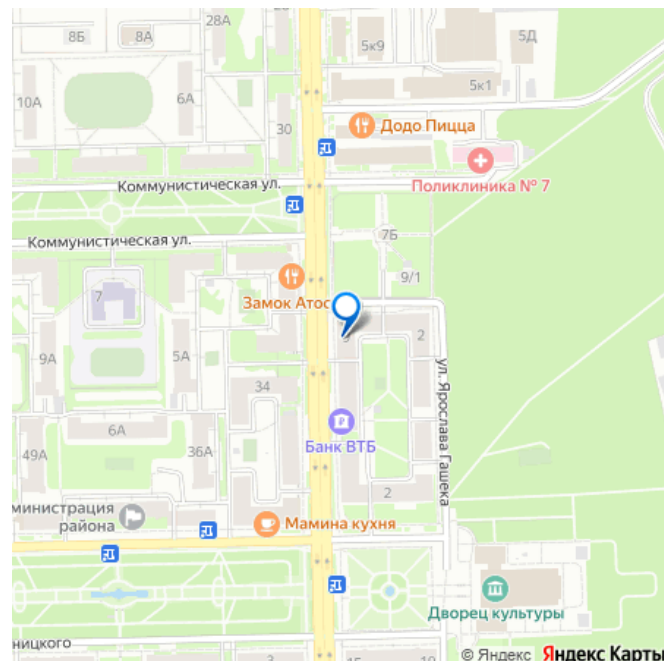 28А
8Б
8А
5к9
5Д
5к1
10А
6А
30
Додо Пицца
Коммунистическая ул.
Поликлиника № 7
7Б
Коммунистическая ул.
9/1
7
Замок Атос
2
9А
5А
ул. Ярослава Гашека
34
6А
36А
49А
Банк ВТБ
2
министрация
района
Мамина кухня
Дворец культуры
ницкого
© Яндекс Яндекс Карты